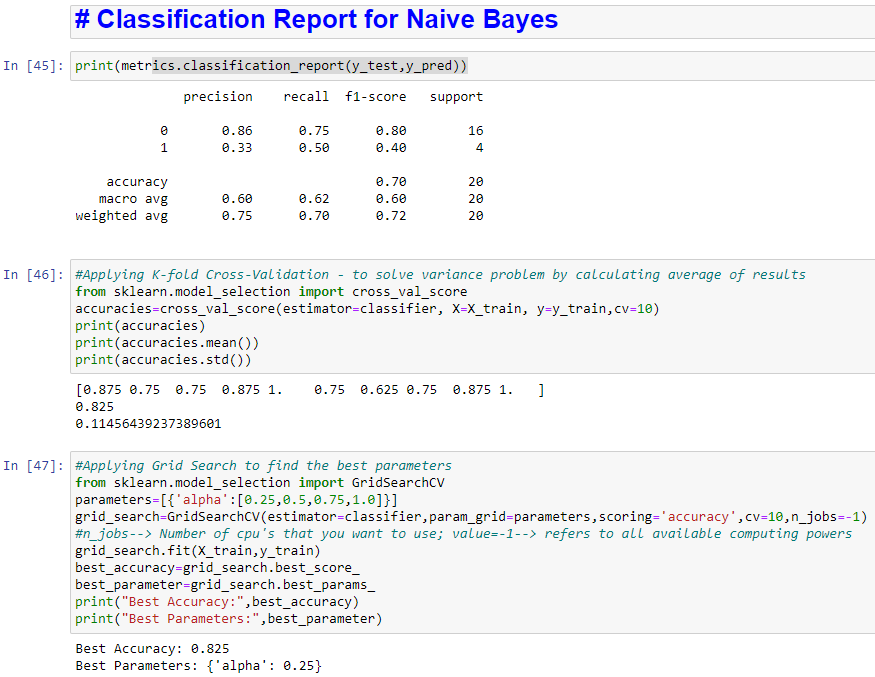 # Classification Report for Naive Bayes
In [45]: print(metrics.classification_report(y_test,y_pred))
precision recall f1-score support
0 0.86 0.75 0.80 16
1 0.33 0.50 0.40 4
accuracy 0.70 20
macro avg 0.60 0.62 0.60 20
weighted avg 0.75 0.70 0.72 20
In [46]: #Applying K-fold Cross-Validation - to solve variance problem by calculating average of results
from sklearn.model_selection import cross_val_score
accuracies=cross_val_score(estimator=classifier, X=X_train, y=y_train,cv=10)
print(accuracies)
print(accuracies.mean())
print(accuracies.std())
[0.875 0.75 0.75 0.875 1. 0.75 0.625 0.75 0.875 1. ]
0.825
0.11456439237389601
In [47]: #Applying Grid Search to find the best parameters
from sklearn.model_selection import GridSearchCV
parameters=[{'alpha':[0.25,0.5,0.75,1.0]}]
grid_search=GridSearchCV(estimator=classifier,param_grid=parameters,scoring='accuracy',cv=10,n_jobs=-1)
#n_jobs--> Number of cpu's that you want to use; value=-1--> refers to all available computing powers
grid_search.fit(X_train,y_train)
best_accuracy=grid_search.best_score_
best_parameter=grid_search.best_params_
print("Best Accuracy:",best_accuracy)
print("Best Parameters:",best_parameter)
Best Accuracy: 0.825
Best Parameters: {'alpha': 0.25}